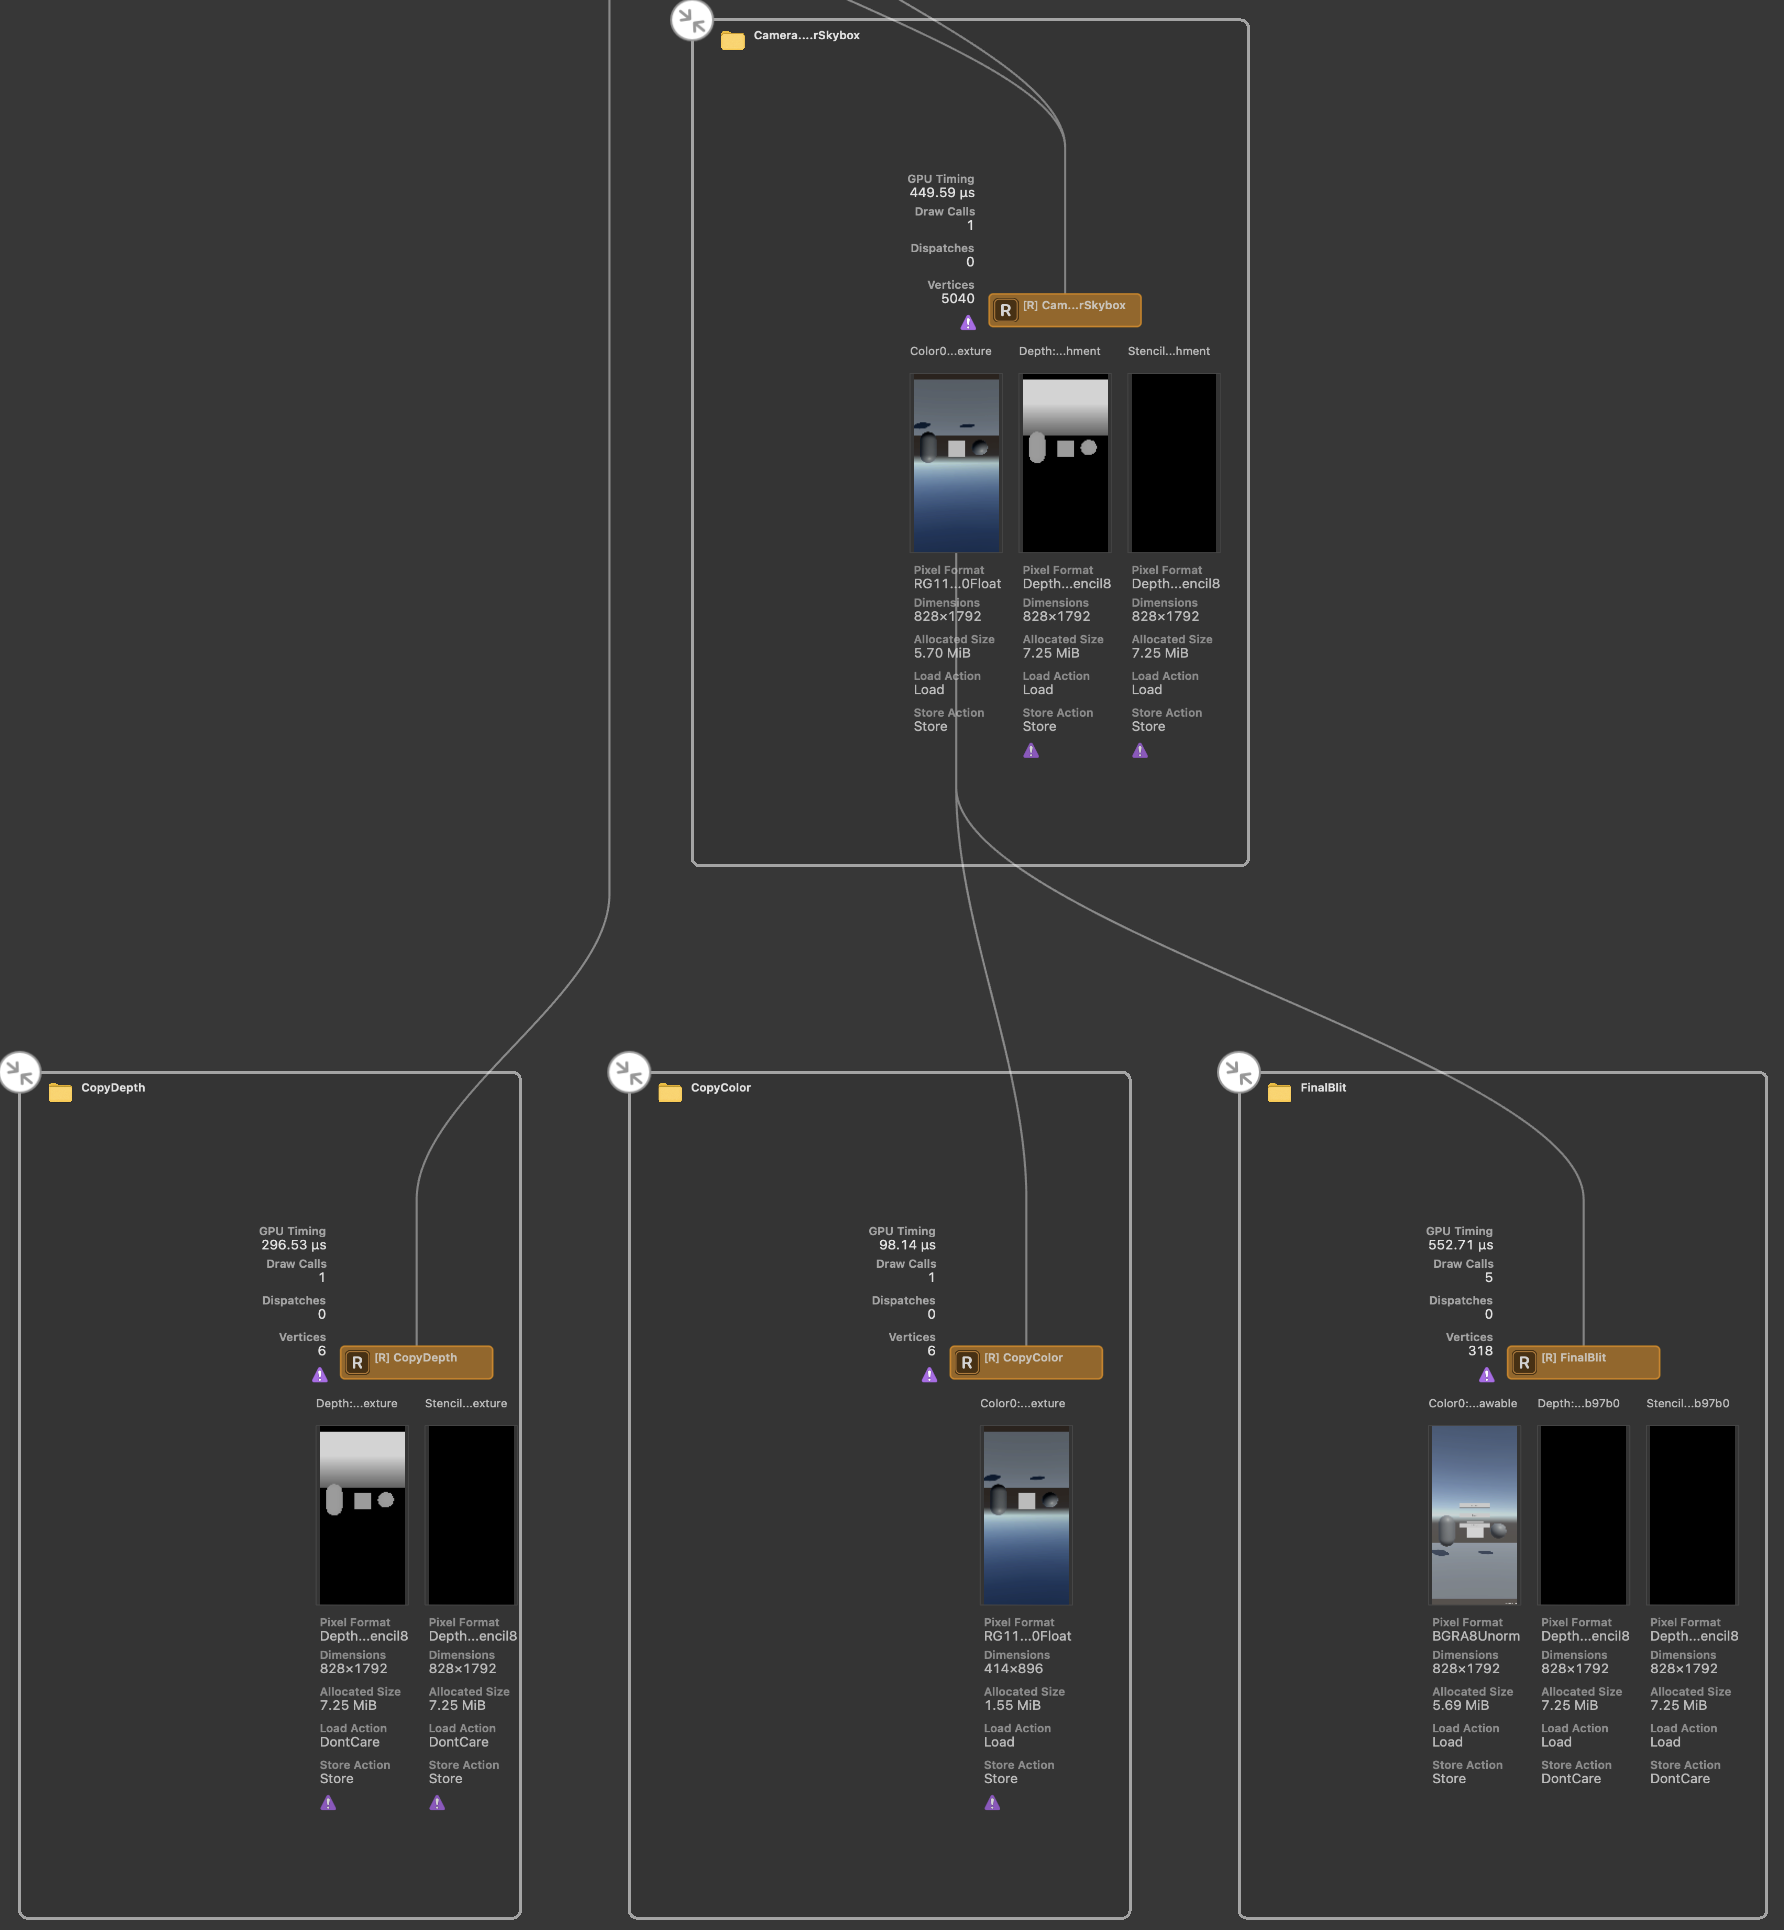 Camera....rSkybox
GPU Timing
449.59 µs
Draw Calls
1
Dispatches
0
Vertices
5040
R [R] Cam...rSkybox
Color0...exture
Depth:...hment
Stencil...hment
Pixel Format
RG11...0Float
Dimensions
828×1792
Allocated Size
5.70 MiB
Load Action
Load
Store Action
Store
Pixel Format
Depth...encil8
Dimensions
828×1792
Allocated Size
7.25 MiB
Load Action
Load
Store Action
Store
Pixel Format
Depth...encil8
Dimensions
828×1792
Allocated Size
7.25 MiB
Load Action
Load
Store Action
Store
CopyDepth
GPU Timing
296.53 µs
Draw Calls
1
Dispatches
0
Vertices
6
R [R] CopyDepth
Depth:...exture
Stencil...exture
Pixel Format
Depth...encil8
Dimensions
828×1792
Allocated Size
7.25 MiB
Load Action
DontCare
Store Action
Store
Pixel Format
Depth...encil8
Dimensions
828×1792
Allocated Size
7.25 MiB
Load Action
DontCare
Store Action
Store
CopyColor
GPU Timing
98.14 µs
Draw Calls
1
Dispatches
0
Vertices
6
R [R] CopyColor
Color0:...exture
Pixel Format
RG11...0Float
Dimensions
414×896
Allocated Size
1.55 MiB
Load Action
Load
Store Action
Store
FinalBlit
GPU Timing
552.71 µs
Draw Calls
5
Dispatches
0
Vertices
318
R [R] FinalBlit
Color0:...awable
Depth:...b97b0
Stencil...b97b0
Pixel Format
BGRA8Unorm
Dimensions
828×1792
Allocated Size
5.69 MiB
Load Action
Load
Store Action
Store
Pixel Format
Depth...encil8
Dimensions
828×1792
Allocated Size
7.25 MiB
Load Action
Load
Store Action
DontCare
Pixel Format
Depth...encil8
Dimensions
828×1792
Allocated Size
7.25 MiB
Load Action
Load
Store Action
DontCare